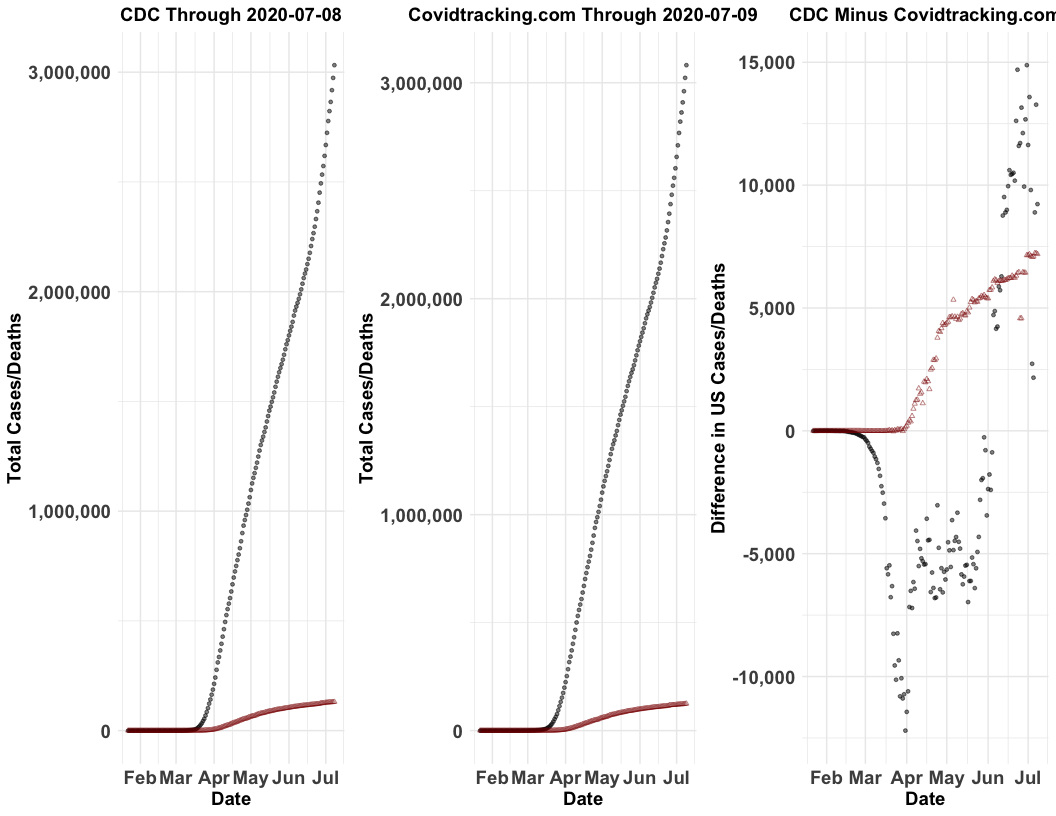 CDC Through 2020-07-08
Total Cases/Deaths
3,000,000
2,000,000
1,000,000
0
Feb Mar Apr May Jun Jul
Date
Covidtracking.com Through 2020-07-09
Total Cases/Deaths
3,000,000
2,000,000
1,000,000
0
Feb Mar Apr May Jun Jul
Date
CDC Minus Covidtracking.com
Difference in US Cases/Deaths
15,000
10,000
5,000
0
-5,000
-10,000
Feb Mar Apr May Jun Jul
Date